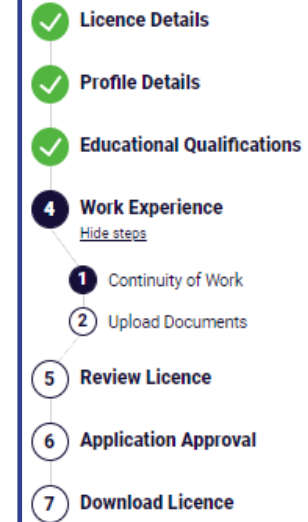 Licence Details
Profile Details
Educational Qualifications
4 Work Experience
Hide steps
1 Continuity of Work
2 Upload Documents
5 Review Licence
6 Application Approval
7 Download Licence